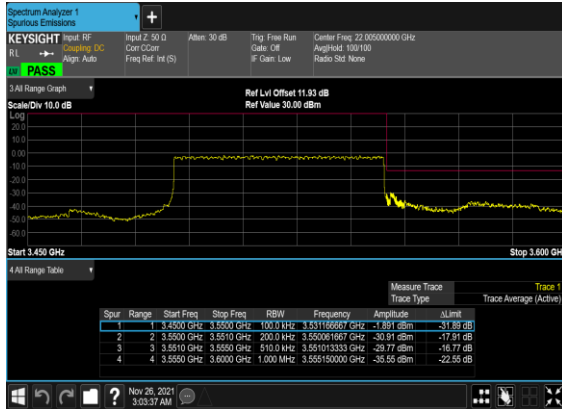 Spectrum Analyzer 1
Spurious Emissions
KEYSIGHT Input: RF Input Z: 50 Ω Atten: 30 dB Trig: Free Run Center Freq: 22.005000000 GHz
RL Coupling: DC Corr CCorr Gate: Off Avg|Hold: 100/100
Align: Auto Freq Ref: Int (S) IF Gain: Low Radio Std: None
PASS
3 All Range Graph
Ref Lvl Offset 11.93 dB
Scale/Div 10.0 dB Ref Value 30.00 dBm
Log
20.0
10.0
0.00
-10.0
-20.0
-30.0
-40.0
-50.0
-60.0
Start 3.450 GHz Stop 3.600 GH
4 All Range Table
Measure Trace Trace 1
Trace Type Trace Average (Active)
Spur Range Start Freq Stop Freq RBW Frequency Amplitude ΔLimit
1 1 3.4500 GHz 3.5500 GHz 100.0 kHz 3.531166667 GHz -1.891 dBm -31.89 dB
2 2 3.5500 GHz 3.5510 GHz 200.0 kHz 3.550061667 GHz -30.91 dBm -17.91 dB
3 3 3.5510 GHz 3.5550 GHz 510.0 kHz 3.551013333 GHz -29.77 dBm -16.77 dB
4 4 3.5550 GHz 3.6000 GHz 1.000 MHz 3.555150000 GHz -35.55 dBm -22.55 dB
Nov 26, 2021
3:03:37 AM